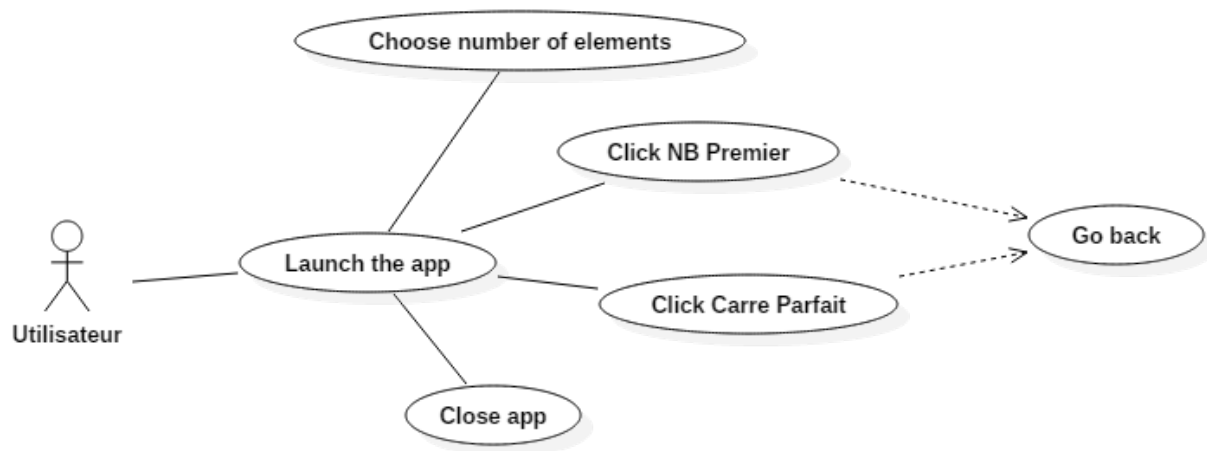 Choose number of elements
Click NB Premier
Go back
Launch the app
Click Carre Parfait
Utilisateur
Close app